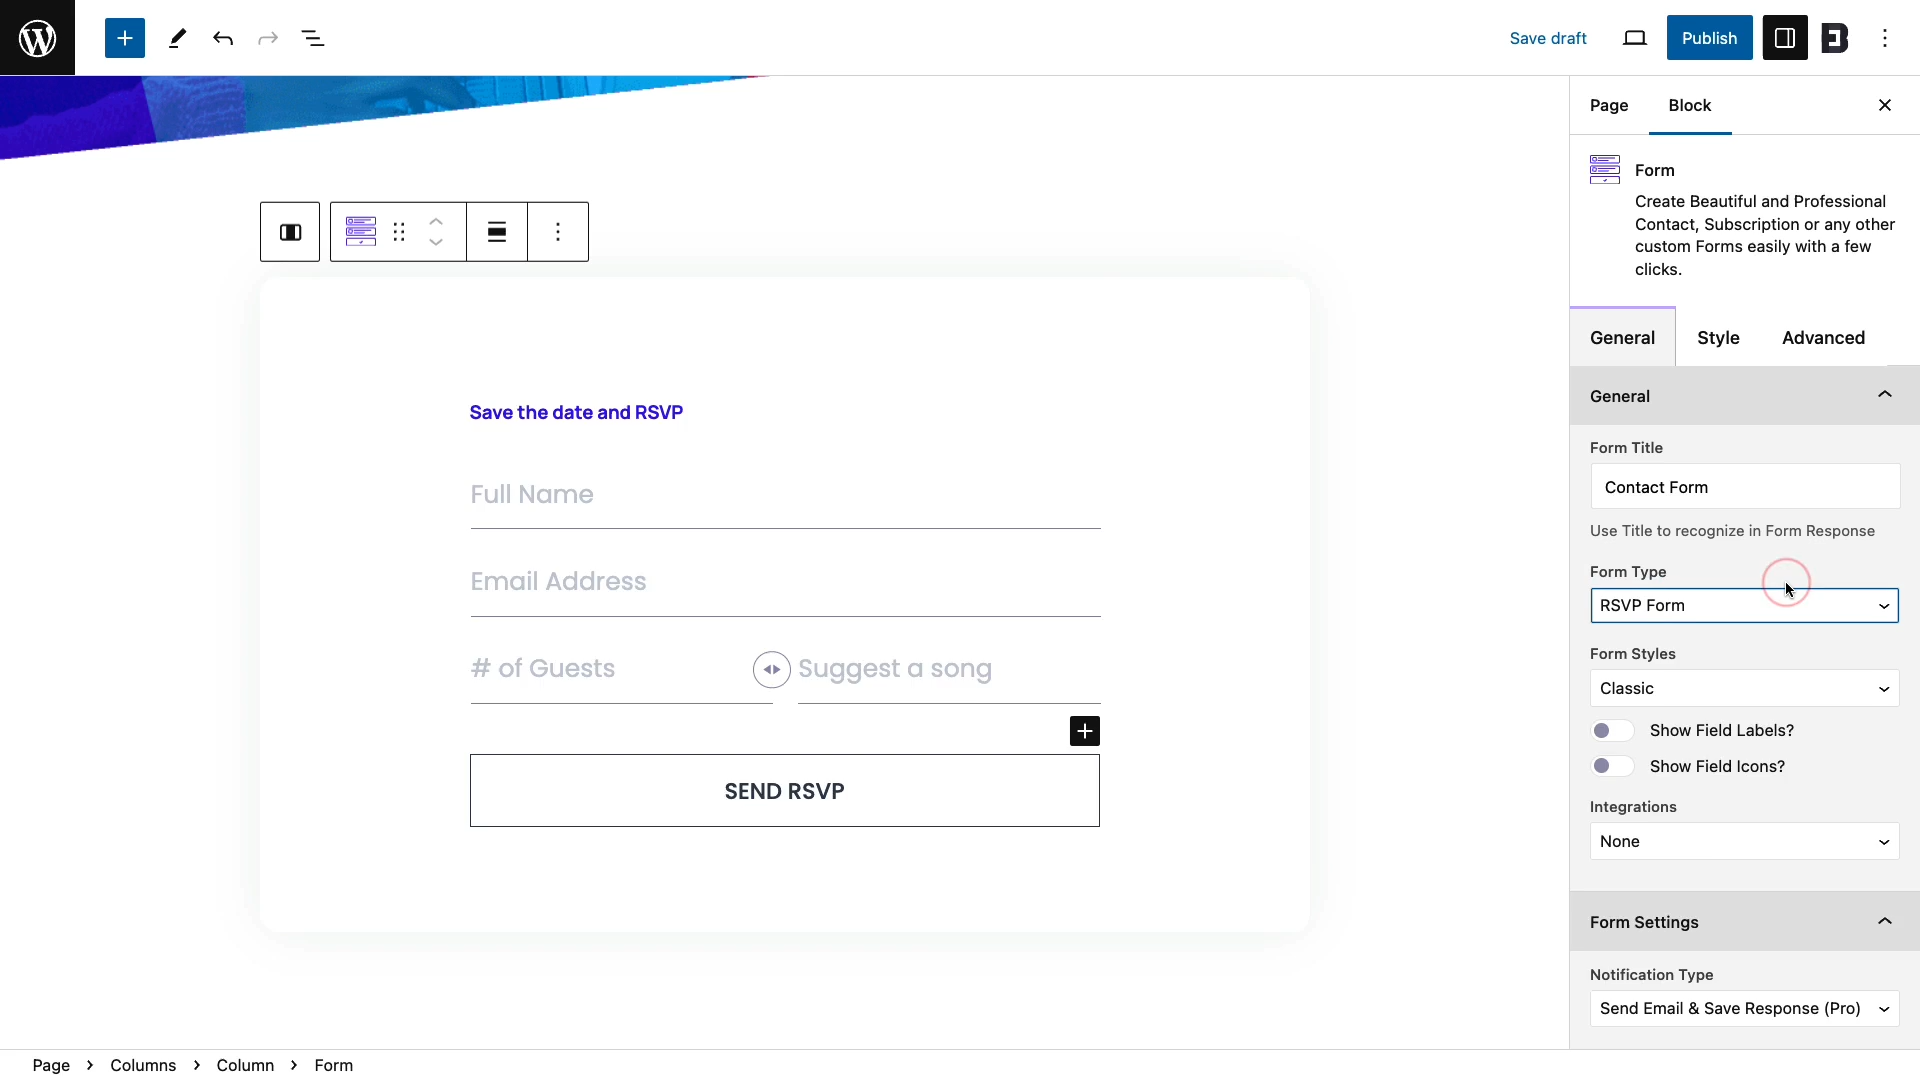 Save draft
Publish
Page
Block
Form
Create Beautiful and Professional
Contact, Subscription or any other
custom Forms easily with a few
clicks.
General
Style
Advanced
General
Form Title
Contact Form
Use Title to recognize in Form Response
Form Type
RSVP Form
Form Styles
Classic
Show Field Labels?
Show Field Icons?
Integrations
None
Form Settings
Notification Type
Send Email & Save Response (Pro)
Save the date and RSVP
Full Name
Email Address
# of Guests
Suggest a song
SEND RSVP
Page > Columns > Column > Form